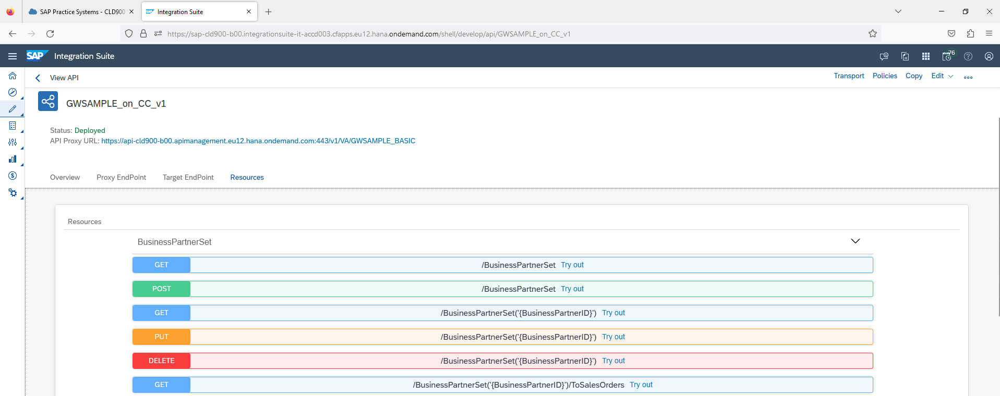 SAP Practice Systems - CLD900
Integration Suite
https://sap-cld900-b00.integrationsuite-it-accd003.cfapps.eu12.hana.ondemand.com/shell/develop/api/GWSAMPLE_on_CC_v1
SAP Integration Suite
76
View API
Transport Policies Copy Edit
GWSAMPLE_on_CC_v1
Status: Deployed
API Proxy URL: https://api-cld900-b00.apimanagement.eu12.hana.ondemand.com:443/v1/VA/GWSAMPLE_BASIC
Overview Proxy EndPoint Target EndPoint Resources
Resources
BusinessPartnerSet
GET /BusinessPartnerSet Try out
POST /BusinessPartnerSet Try out
GET /BusinessPartnerSet('{BusinessPartnerID}') Try out
PUT /BusinessPartnerSet('{BusinessPartnerID}') Try out
DELETE /BusinessPartnerSet('{BusinessPartnerID}') Try out
GET /BusinessPartnerSet('{BusinessPartnerID}')/ToSalesOrders Try out